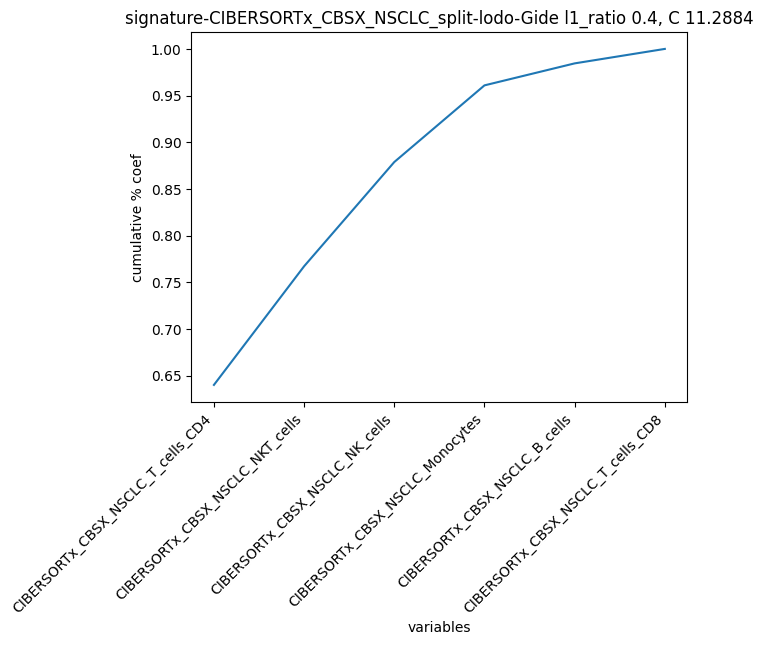 signature-CIBERSORTx_CBSX_NSCLC_split-lodo-Gide l1_ratio 0.4, C 11.2884
1.00
0.95
0.90
0.85
0.80
0.75
0.70
0.65
cumulative % coef
CIBERSORTx_CBSX_NSCLC_T_cells_CD4
CIBERSORTx_CBSX_NSCLC_NKT_cells
CIBERSORTx_CBSX_NSCLC_NK_cells
CIBERSORTx_CBSX_NSCLC_Monocytes
CIBERSORTx_CBSX_NSCLC_B_cells
CIBERSORTx_CBSX_NSCLC_T_cells_CD8
variables